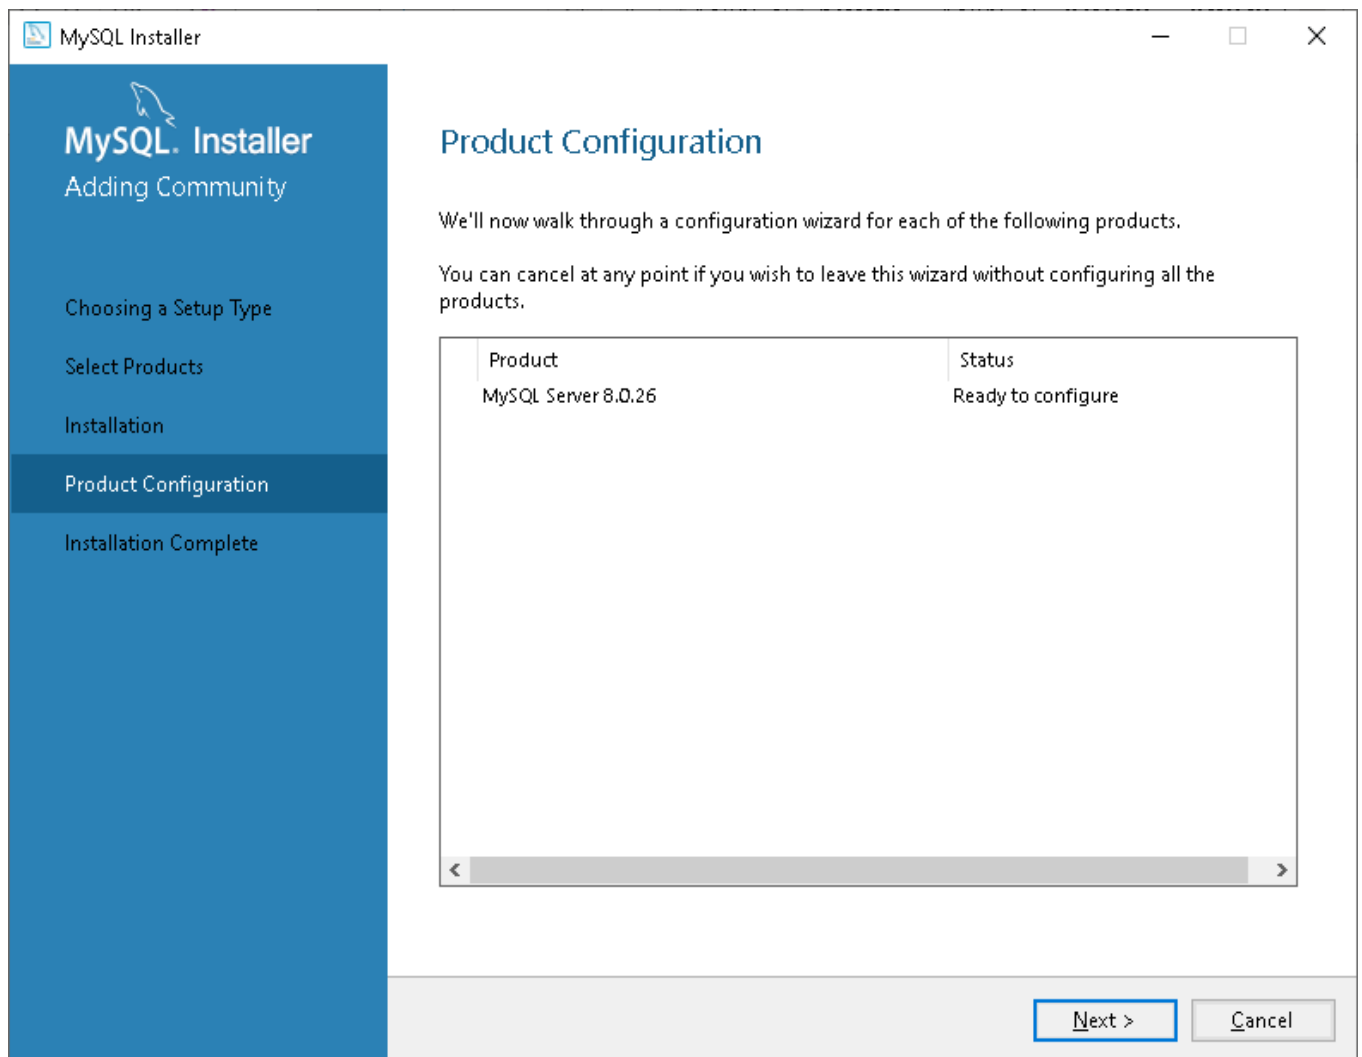 MySQL Installer
MySQL. Installer
Adding Community
Choosing a Setup Type
Select Products
Installation
Product Configuration
Installation Complete
Product Configuration
We'll now walk through a configuration wizard for each of the following products.
You can cancel at any point if you wish to leave this wizard without configuring all the
products.
Product Status
MySQL Server 8.0.26 Ready to configure
Next >
Cancel